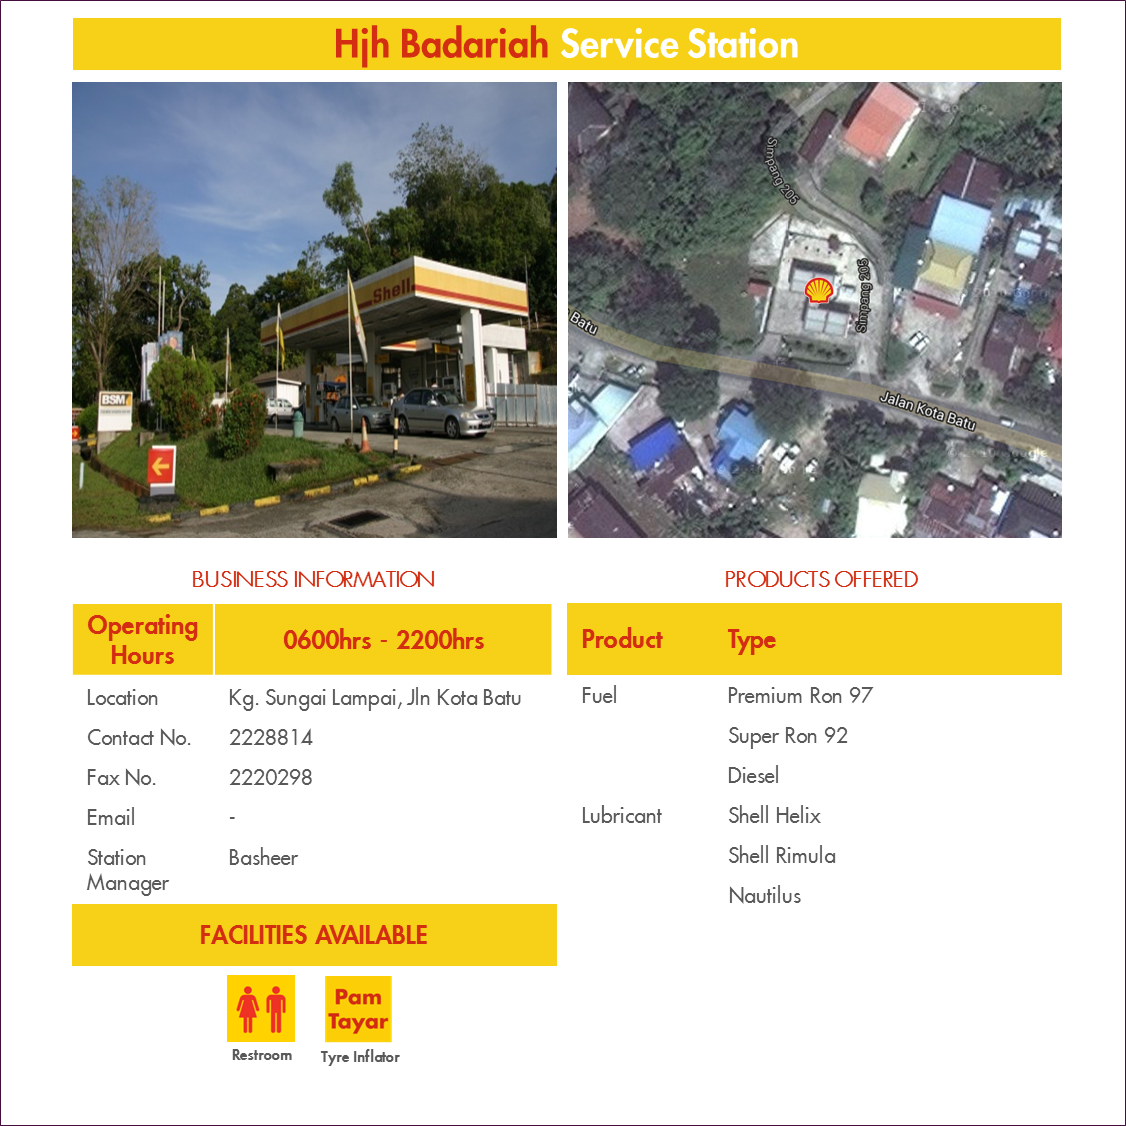 Hjh Badariah Service Station
Shell
BSM
Simpang 205
Simpang 205
Batu
Jalan Kota Batu
BUSINESS INFORMATION
Operating Hours
0600hrs - 2200hrs
Location
Kg. Sungai Lampai, Jln Kota Batu
Contact No.
2228814
Fax No.
2220298
Email
-
Station
Manager
Basheer
FACILITIES AVAILABLE
Pam
Tayar
Restroom
Tyre Inflator
PRODUCTS OFFERED
Product
Type
Fuel
Premium Ron 97
Super Ron 92
Diesel
Lubricant
Shell Helix
Shell Rimula
Nautilus